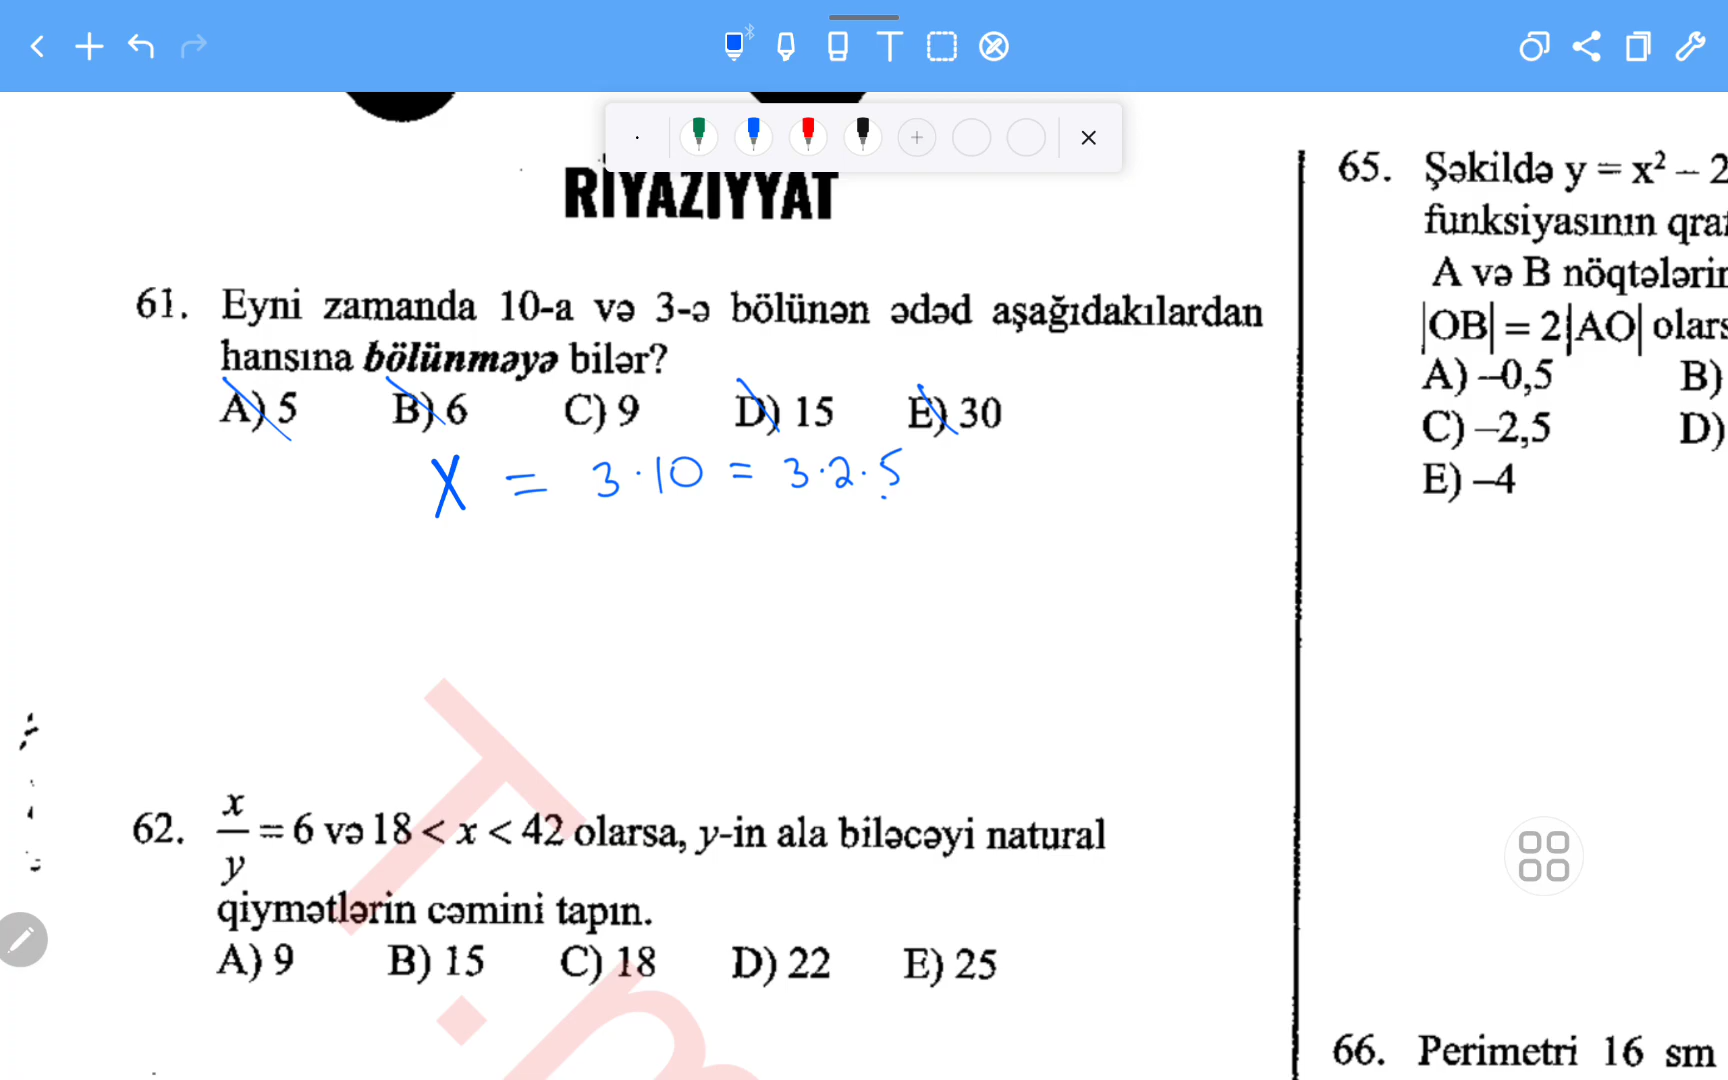 RİYAZİYYAT
61. Eyni zamanda 10-a və 3-ə bölünən ədəd aşağıdakılardan
hansına bölünməyə bilər?
A) 5 B) 6 C) 9 D) 15 E) 30
X = 3·10 = 3·2·5
62. x/y = 6 və 18 < x < 42 olarsa, y-in ala biləcəyi natural
qiymətlərin cəmini tapın.
A) 9 B) 15 C) 18 D) 22 E) 25
65. Şəkildə y = x² – 2
funksiyasının qra
A və B nöqtələrin
|OB| = 2|AO| olars
A) –0,5 B)
C) –2,5 D)
E) –4
66. Perimetri 16 sm
T.m